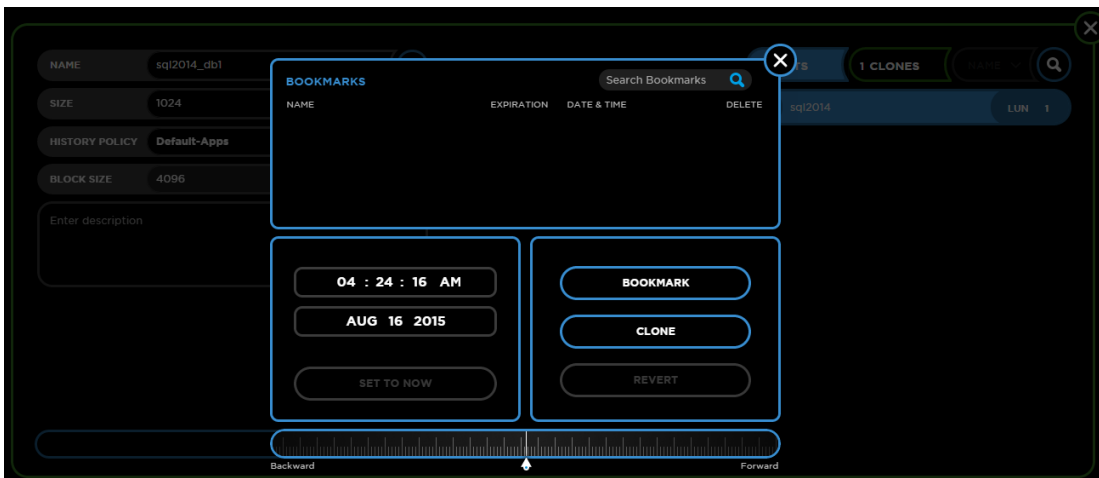 NAME sql2014_db1
TS 1 CLONES NAME
BOOKMARKS Search Bookmarks
NAME EXPIRATION DATE & TIME DELETE
SIZE 1024
sql2014 LUN 1
HISTORY POLICY Default-Apps
BLOCK SIZE 4096
Enter description
04 : 24 : 16 AM
BOOKMARK
AUG 16 2015
CLONE
SET TO NOW
REVERT
Backward Forward